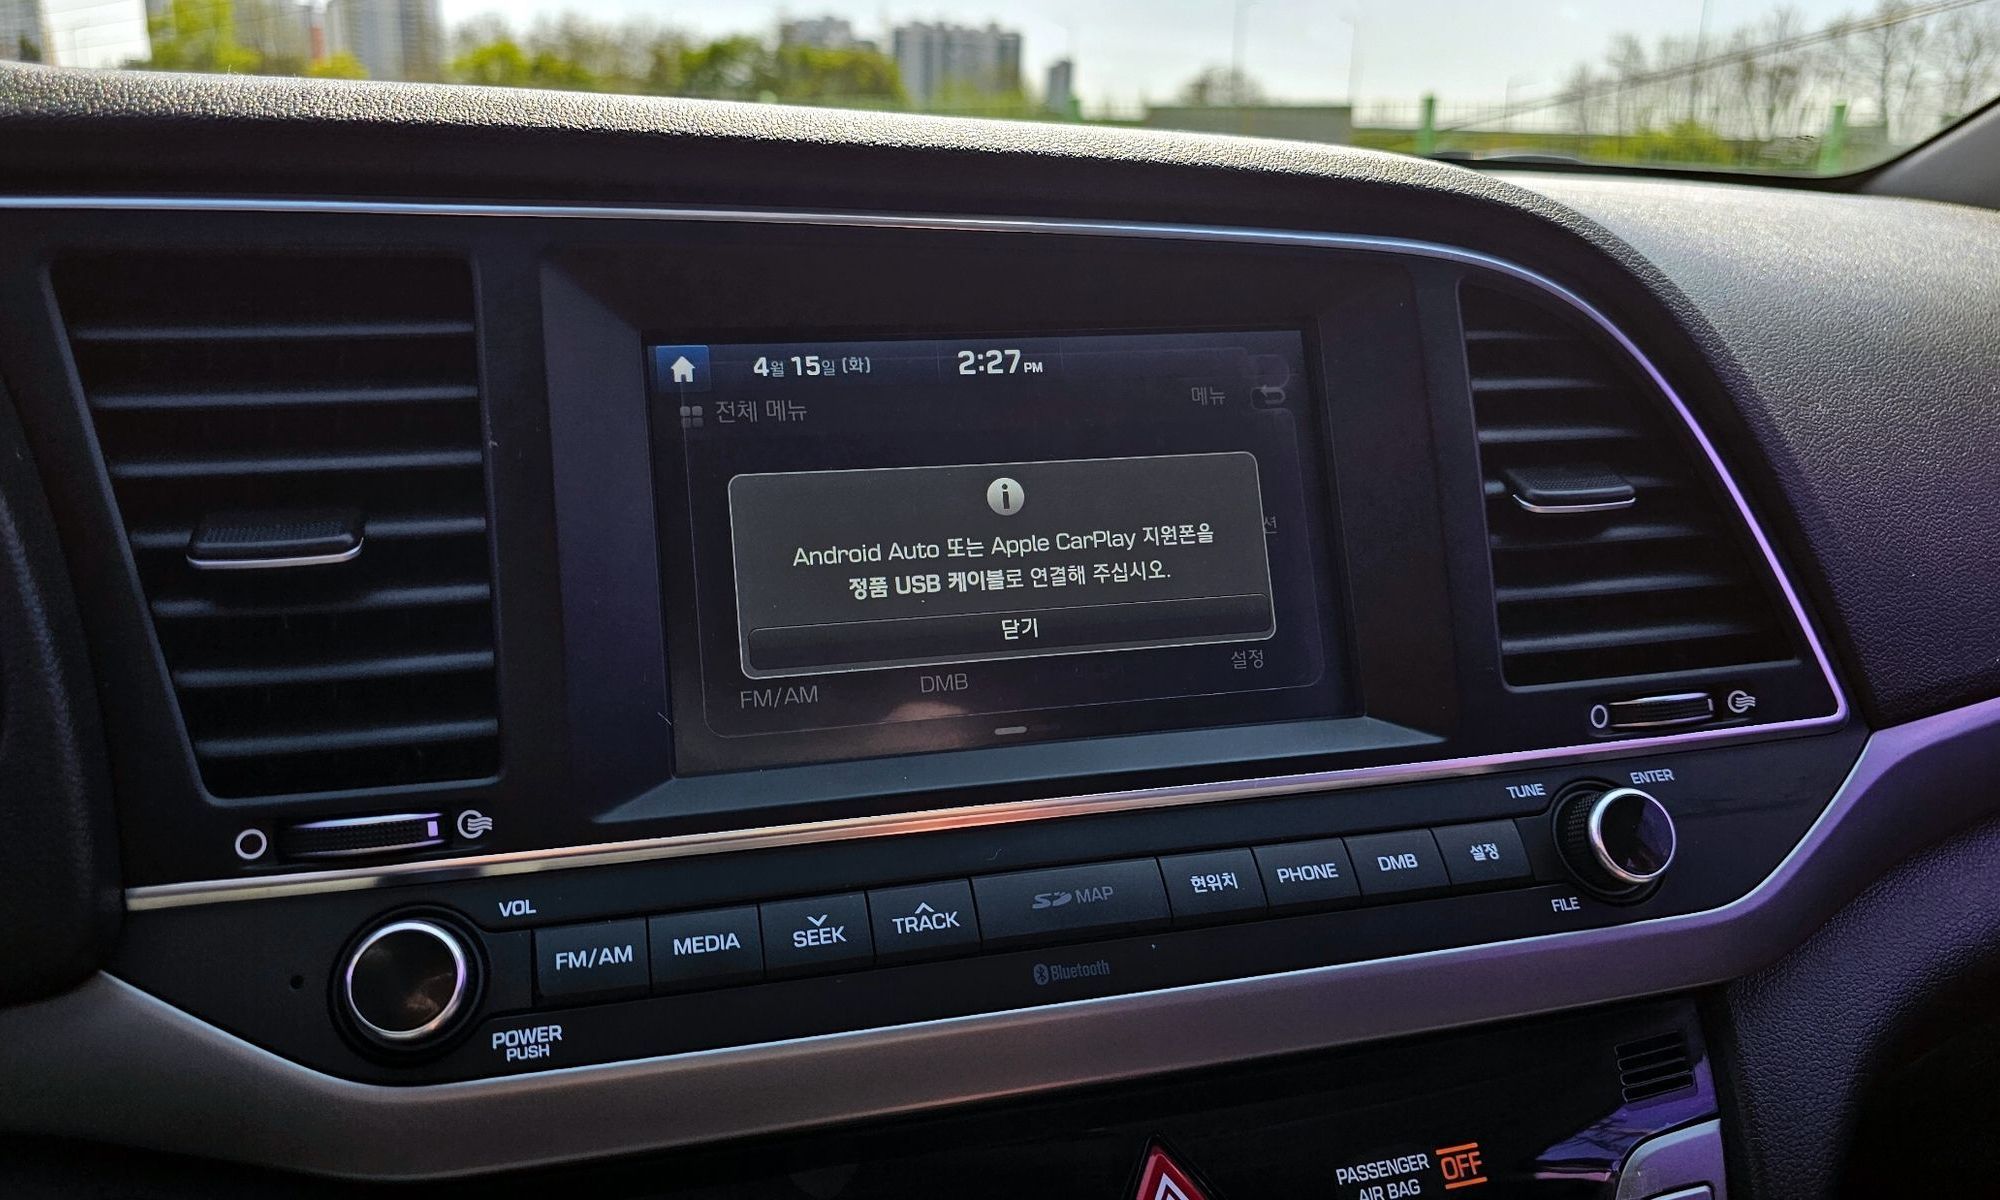 4월 15일 (화) 2:27 PM
전체 메뉴 메뉴
Android Auto 또는 Apple CarPlay 지원폰을
정품 USB 케이블로 연결해 주십시오.
닫기
FM/AM DMB 설정
VOL
POWER
PUSH
FM/AM
MEDIA
SEEK
TRACK
SD MAP
현위치
PHONE
DMB
설정
TUNE
ENTER
FILE
Bluetooth
PASSENGER
AIR BAG
OFF